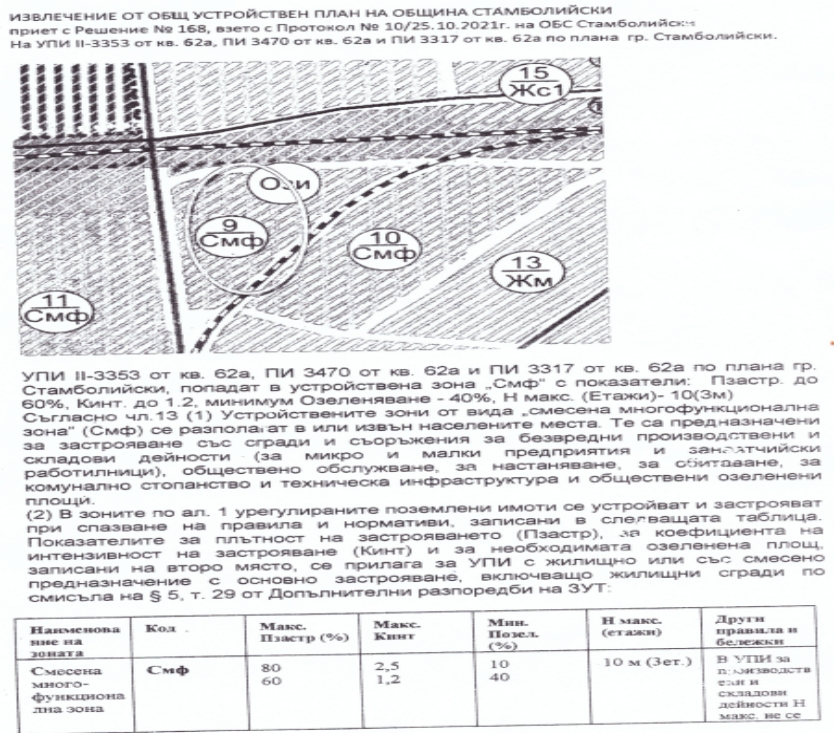 ИЗВЛЕЧЕНИЕ ОТ ОБЩ УСТРОЙСТВЕН ПЛАН НА ОБЩИНА СТАМБОЛИЙСКИ
приет с Решение № 168, взето с Протокол № 10/25.10.2021г. на ОБС Стамболийски
На УПИ II-3353 от кв. 62а, ПИ 3470 от кв. 62а и ПИ 3317 от кв. 62а по плана гр. Стамболийски.
15
Жс1
Ози
9
Смф
10
Смф
13
Жм
11
Смф
УПИ II-3353 от кв. 62а, ПИ 3470 от кв. 62а и ПИ 3317 от кв. 62а по плана гр.
Стамболийски, попадат в устройствена зона „Смф“ с показатели: Пзастр. до
60%, Кинт. до 1.2, минимум Озеленяване - 40%, Н макс. (Етажи)- 10(3м)
Съгласно чл.13 (1) Устройствените зони от вида „смесена многофункционална
зона“ (Смф) се разполагат в или извън населените места. Те са предназначени
за застрояване със сгради и съоръжения за безвредни производствени и
складови дейности (за микро и малки предприятия и занаятчийски
работилници), обществено обслужване, за настаняване, за обитаване, за
комунално стопанство и техническа инфраструктура и обществени озеленени
площи.
(2) В зоните по ал. 1 урегулираните поземлени имоти се устройват и застрояват
при спазване на правила и нормативи, записани в следващата таблица.
Показателите за плътност на застрояването (Пзастр), за коефициента на
интензивност на застрояване (Кинт) и за необходимата озеленена площ,
записани на второ място, се прилага за УПИ с жилищно или със смесено
предназначение с основно застрояване, включващо жилищни сгради по
смисъла на § 5, т. 29 от Допълнителни разпоредби на ЗУТ:
Наименова
ние на
зоната
Код
Макс.
Пзастр (%)
Макс.
Кинт
Мин.
Позел.
(%)
Н макс.
(етажи)
Други
правила и
бележки
Смесена
много-
функциона
лна зона
Смф
80
60
2,5
1,2
10
40
10 м (3ет.)
В УПИ за
производств
ени и
складови
дейности Н
макс. не се